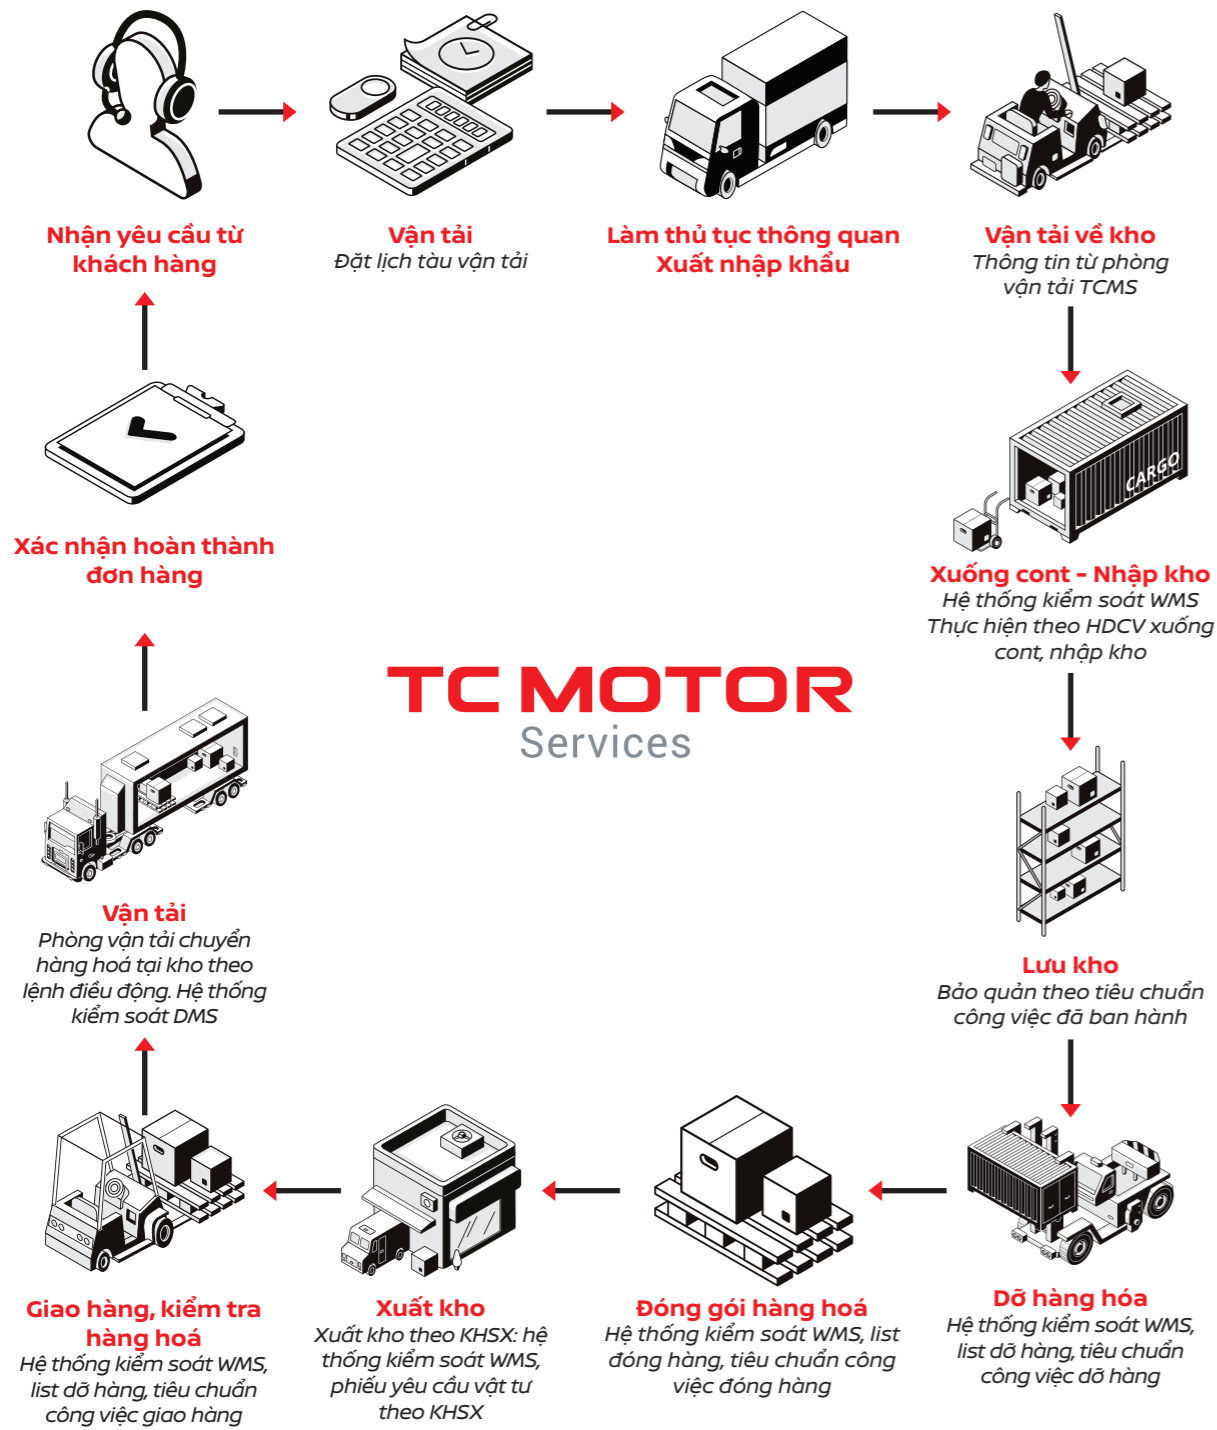 Nhận yêu cầu từ
khách hàng
Vận tải
Đặt lịch tàu vận tải
Làm thủ tục thông quan
Xuất nhập khẩu
Vận tải về kho
Thông tin từ phòng
vận tải TCMS
CARGO
Xuống cont - Nhập kho
Hệ thống kiểm soát WMS
Thực hiện theo HDCV xuống
cont, nhập kho
Lưu kho
Bảo quản theo tiêu chuẩn
công việc đã ban hành
Dỡ hàng hóa
Hệ thống kiểm soát WMS,
list dỡ hàng, tiêu chuẩn
công việc dỡ hàng
Đóng gói hàng hoá
Hệ thống kiểm soát WMS, list
đóng hàng, tiêu chuẩn công
việc đóng hàng
Xuất kho
Xuất kho theo KHSX: hệ
thống kiểm soát WMS,
phiếu yêu cầu vật tư
theo KHSX
Giao hàng, kiểm tra
hàng hoá
Hệ thống kiểm soát WMS,
list dỡ hàng, tiêu chuẩn
công việc giao hàng
Vận tải
Phòng vận tải chuyển
hàng hoá tại kho theo
lệnh điều động. Hệ thống
kiểm soát DMS
Xác nhận hoàn thành
đơn hàng
TC MOTOR
Services